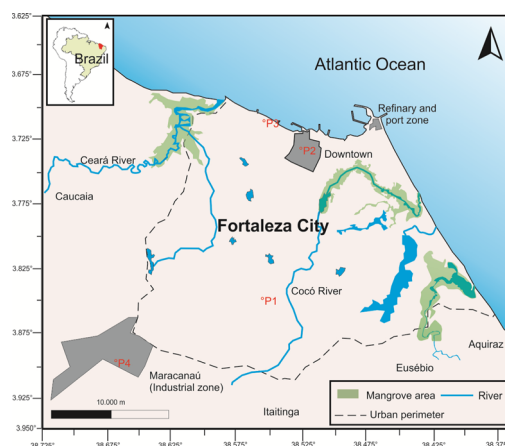 3.625°
Brazil
Atlantic Ocean
3.675°
Refinary and
port zone
°P3
3.725°
°P2
Downtown
Ceará River
Caucaia
3.775°
Fortaleza City
3.825°
Cocó River
°P1
3.875°
Aquiraz
°P4
Maracanaú
(Industrial zone)
Eusébio
3.925°
10.000 m
Itaitinga
Mangrove area
River
Urban perimeter
3.950°
38.725°
38.675°
38.625°
38.575°
38.525°
38.475°
38.425°
38.375°